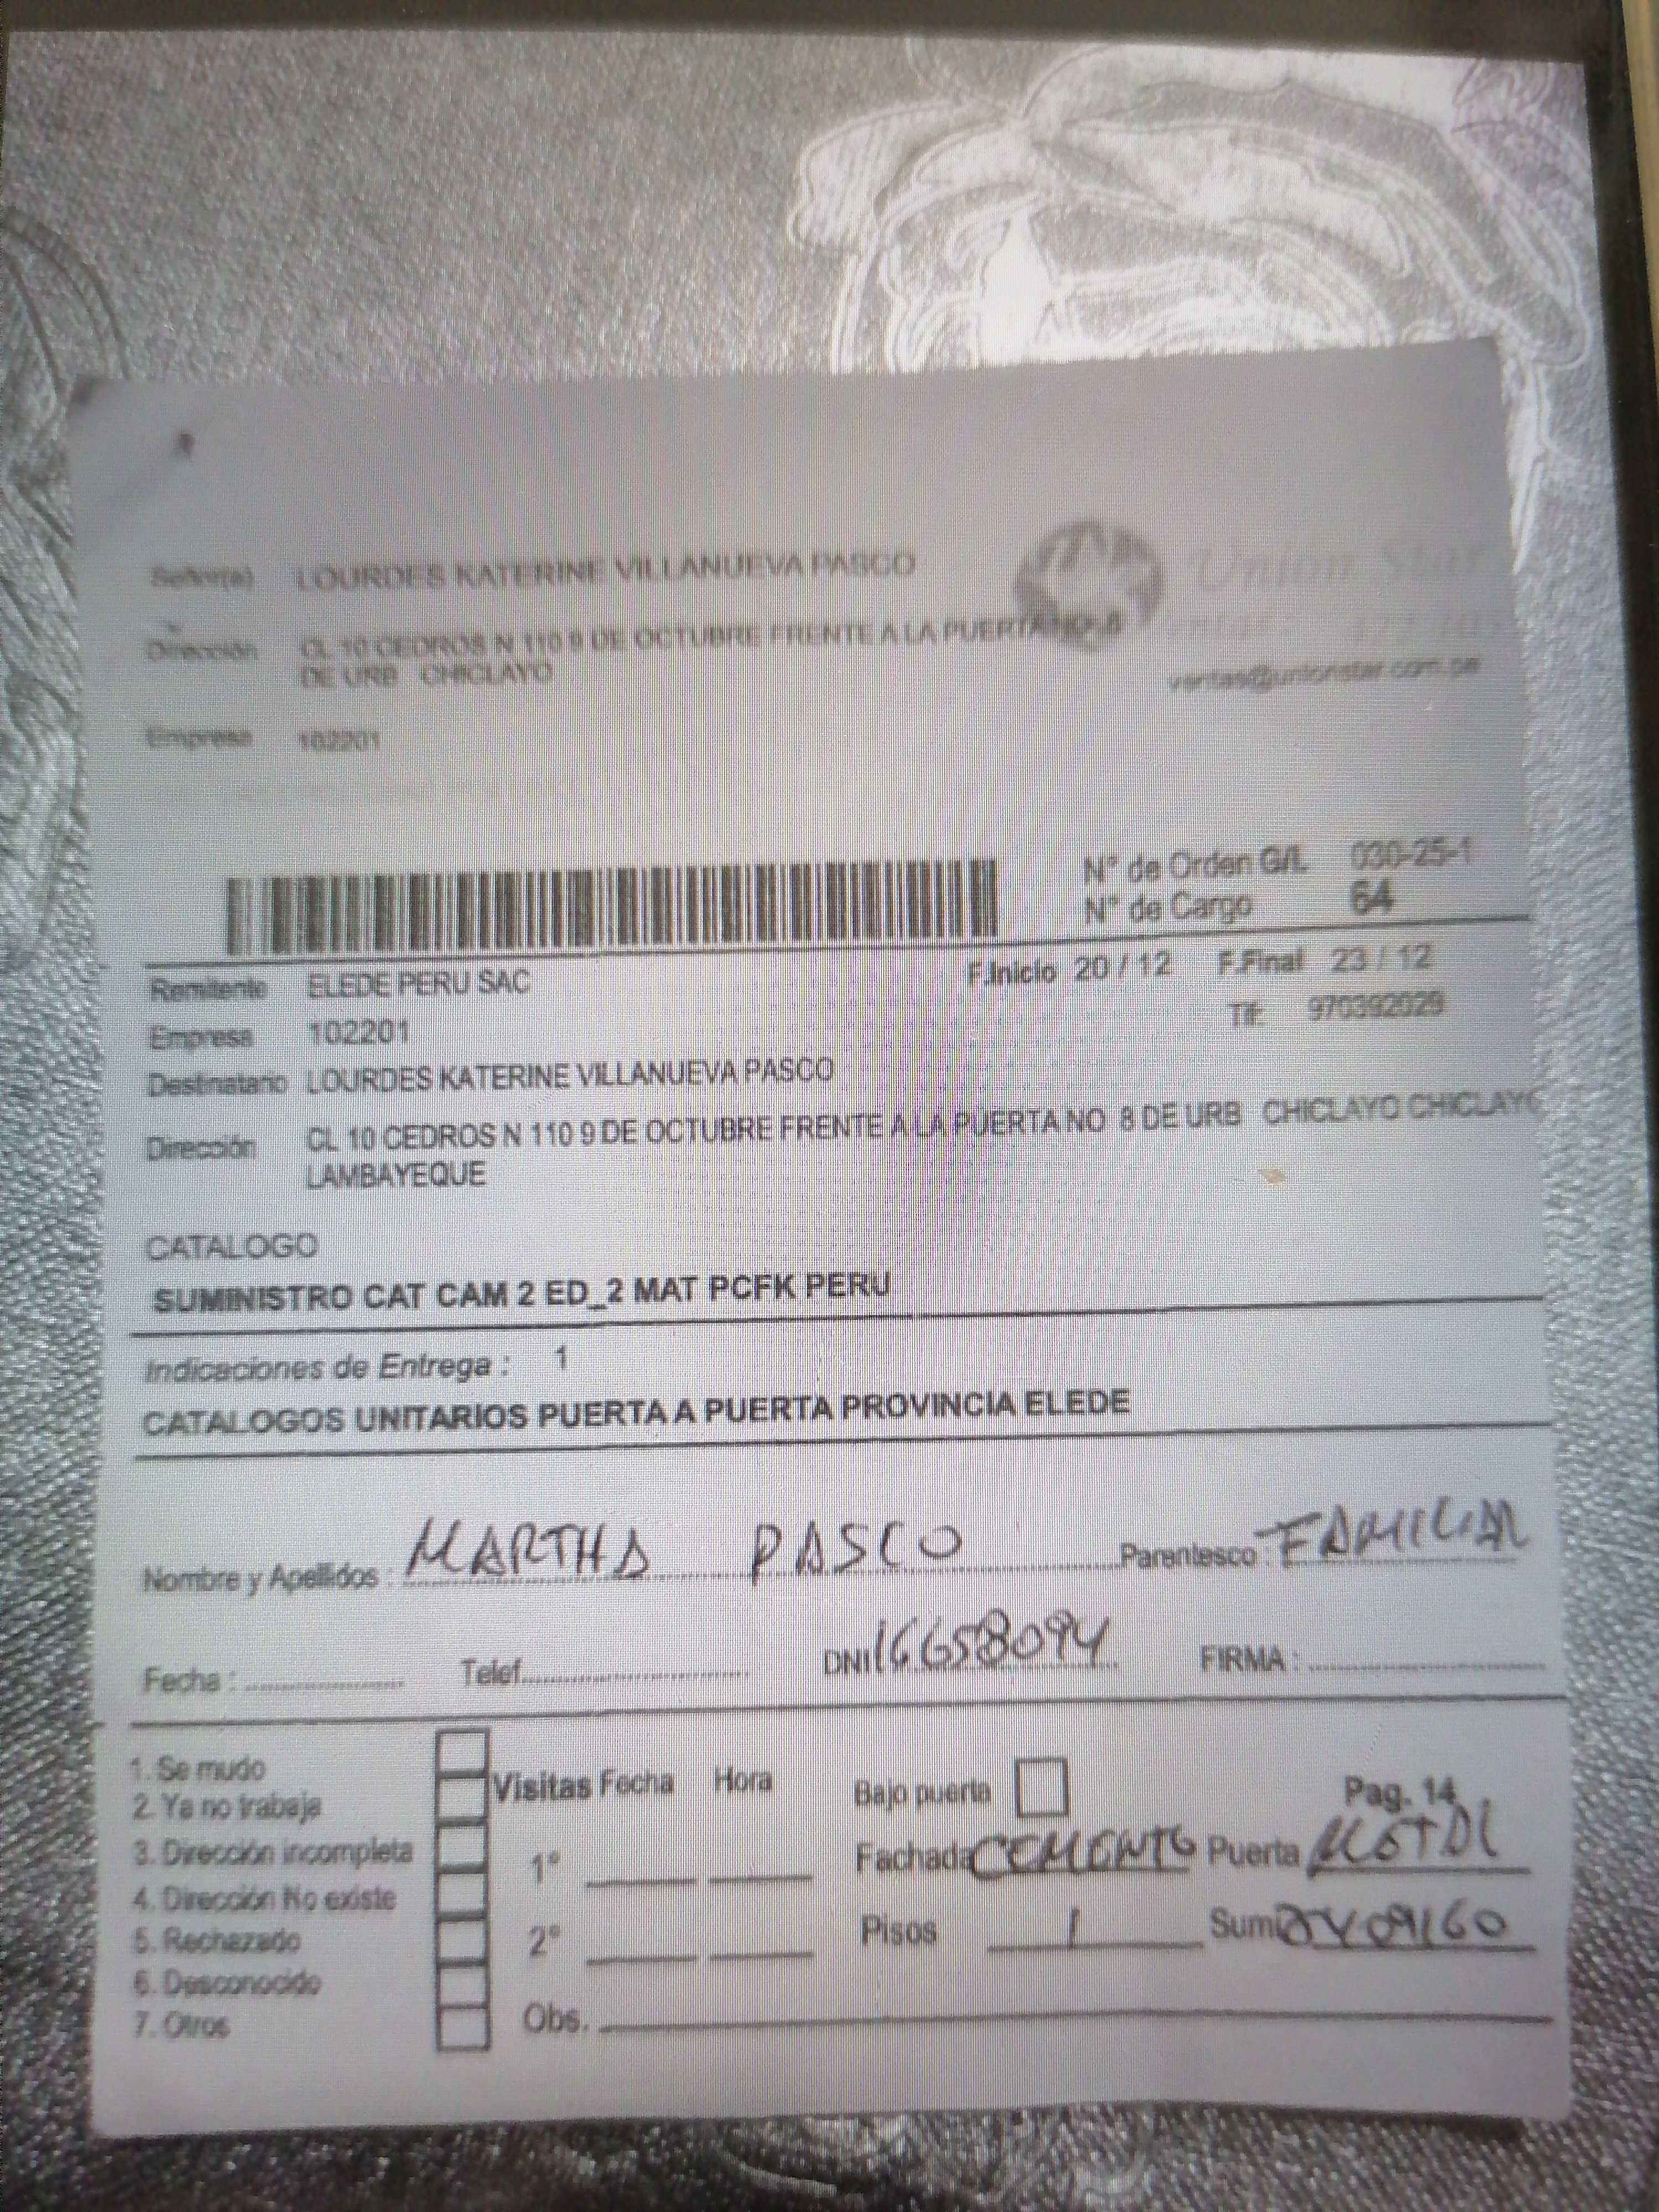 Señor(a) LOURDES KATERINE VILLANUEVA PASCO
Unión Star
Dirección CL 10 CEDROS N 110 9 DE OCTUBRE FRENTE A LA PUERTA NO 8
DE URB CHICLAYO
ventas@unionstar.com.pe
Empresa 102201
N° de Orden G/L 030-25-1
N° de Cargo 64
Remitente ELEDE PERU SAC F.Inicio 20 / 12 F.Final 23 / 12
Empresa 102201 Tlf: 970392029
Destinatario LOURDES KATERINE VILLANUEVA PASCO
Dirección CL 10 CEDROS N 110 9 DE OCTUBRE FRENTE A LA PUERTA NO 8 DE URB CHICLAYO CHICLAYO
LAMBAYEQUE
CATALOGO
SUMINISTRO CAT CAM 2 ED_2 MAT PCFK PERU
Indicaciones de Entrega : 1
CATALOGOS UNITARIOS PUERTA A PUERTA PROVINCIA ELEDE
Nombre y Apellidos : MARTHA PASCO Parentesco : FAMILIAR
Fecha : Telef. DNI 16658094 FIRMA :
1. Se mudo
2. Ya no trabaja
3. Dirección incompleta
4. Dirección No existe
5. Rechazado
6. Desconocido
7. Otros
Visitas Fecha Hora
1°
2°
Obs.
Bajo puerta Pag. 14
Fachada CEMENTO Puerta METAL
Pisos 1 Sumi